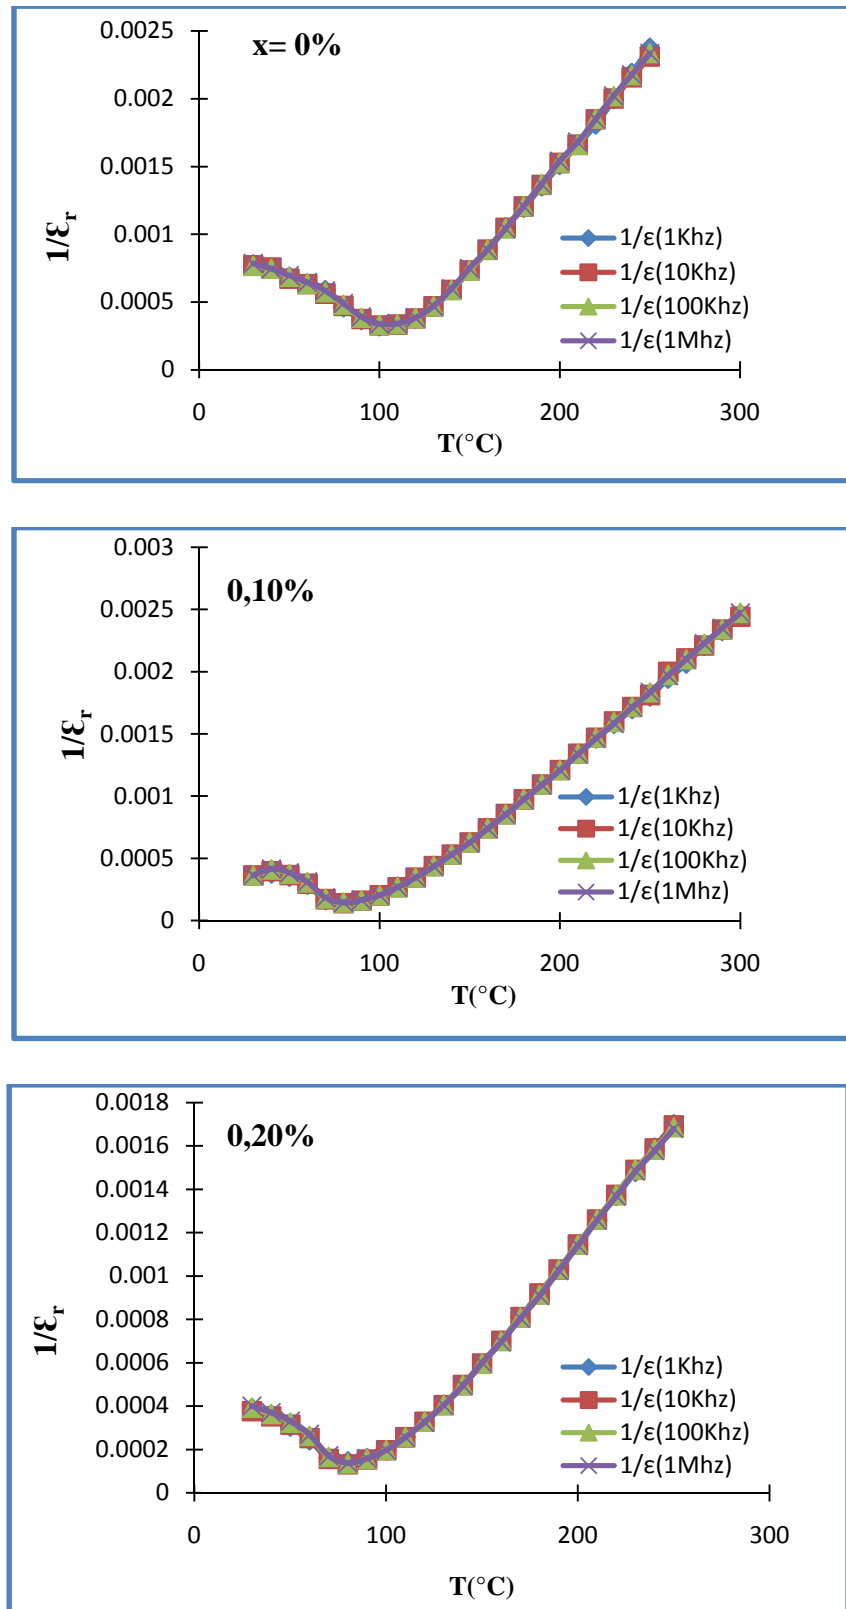 x= 0%
0.0025
0.002
0.0015
0.001
0.0005
0
1/Ɛr
1/ε(1Khz)
1/ε(10Khz)
1/ε(100Khz)
1/ε(1Mhz)
0 100 200 300
T(°C)
0,10%
0.003
0.0025
0.002
0.0015
0.001
0.0005
0
1/Ɛr
1/ε(1Khz)
1/ε(10Khz)
1/ε(100Khz)
1/ε(1Mhz)
0 100 200 300
T(°C)
0,20%
0.0018
0.0016
0.0014
0.0012
0.001
0.0008
0.0006
0.0004
0.0002
0
1/Ɛr
1/ε(1Khz)
1/ε(10Khz)
1/ε(100Khz)
1/ε(1Mhz)
0 100 200 300
T(°C)